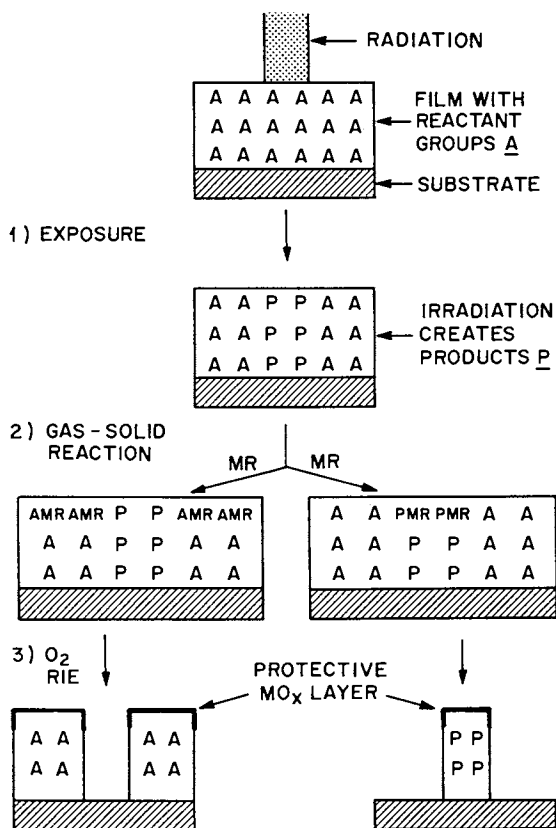 RADIATION
A A A A A A
A A A A A A
A A A A A A
FILM WITH
REACTANT
GROUPS A
SUBSTRATE
1) EXPOSURE
A A P P A A
A A P P A A
A A P P A A
IRRADIATION
CREATES
PRODUCTS P
2) GAS-SOLID
REACTION
MR MR
AMR AMR P P AMR AMR
A A P P A A
A A P P A A
A A PMR PMR A A
A A P P A A
A A P P A A
3) O2
RIE
PROTECTIVE
MOx LAYER
A A
A A
A A
A A
P P
P P